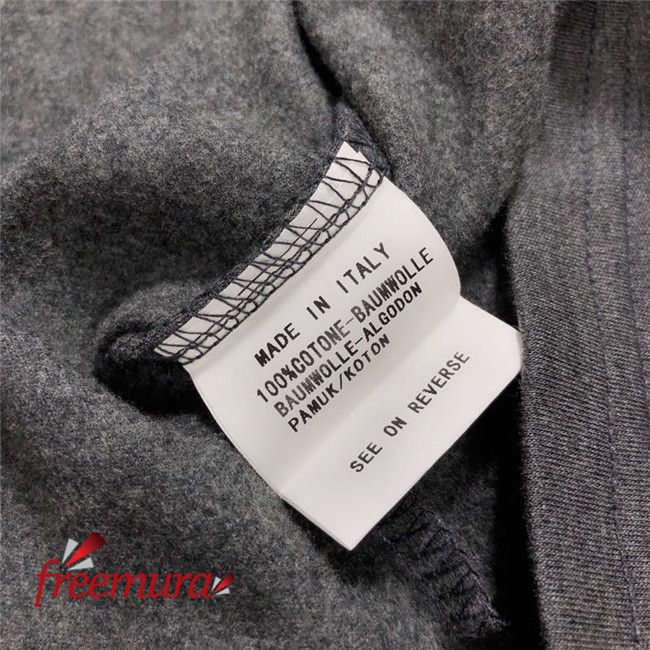 MADE IN ITALY
100%COTONE-BAUMWOLLE
BAUMWOLLE-ALGODON
PAMUK/KOTON
SEE ON REVERSE
freemura